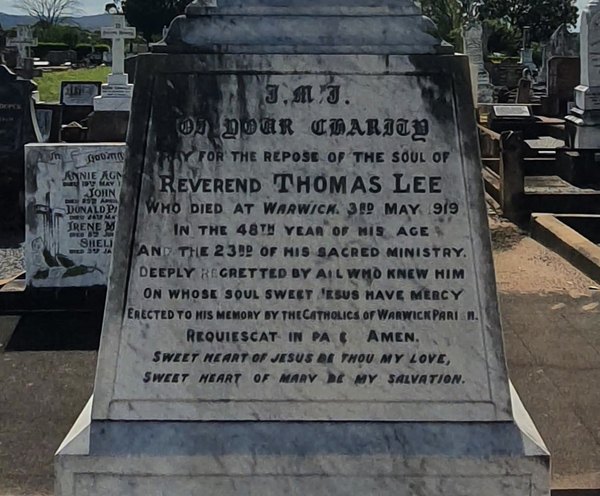 J.M.J.
OF YOUR CHARITY
PRAY FOR THE REPOSE OF THE SOUL OF
REVEREND THOMAS LEE
WHO DIED AT WARWICK, 3RD MAY 1919
IN THE 48TH YEAR OF HIS AGE
AND THE 23RD OF HIS SACRED MINISTRY.
DEEPLY REGRETTED BY ALL WHO KNEW HIM
ON WHOSE SOUL SWEET JESUS HAVE MERCY
ERECTED TO HIS MEMORY BY THE CATHOLICS OF WARWICK PARISH.
REQUIESCAT IN PACE AMEN.
SWEET HEART OF JESUS BE THOU MY LOVE,
SWEET HEART OF MARY BE MY SALVATION.
ANNIE
JOHN
DONALD
IRENE